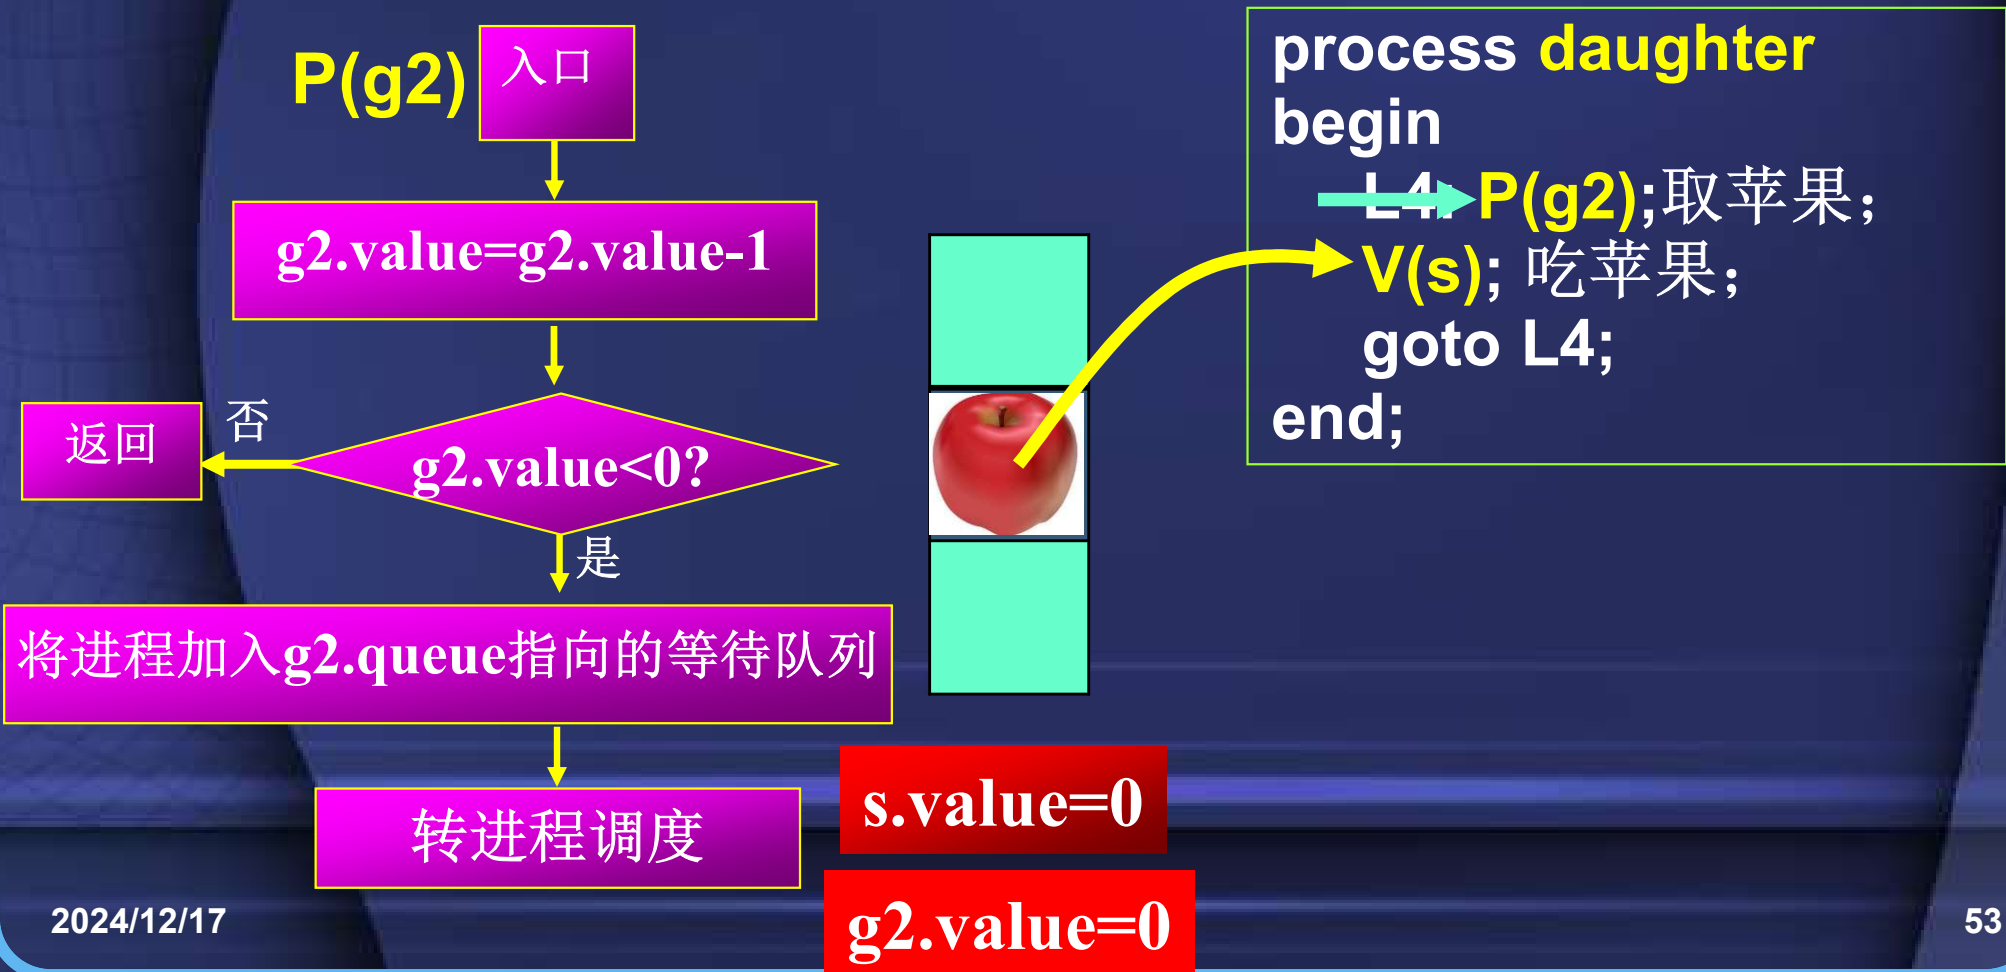 P(g2)
入口
g2.value=g2.value-1
g2.value<0?
否
返回
是
将进程加入g2.queue指向的等待队列
转进程调度
process daughter
begin
L4: P(g2);取苹果;
V(s); 吃苹果;
goto L4;
end;
s.value=0
g2.value=0
2024/12/17
53